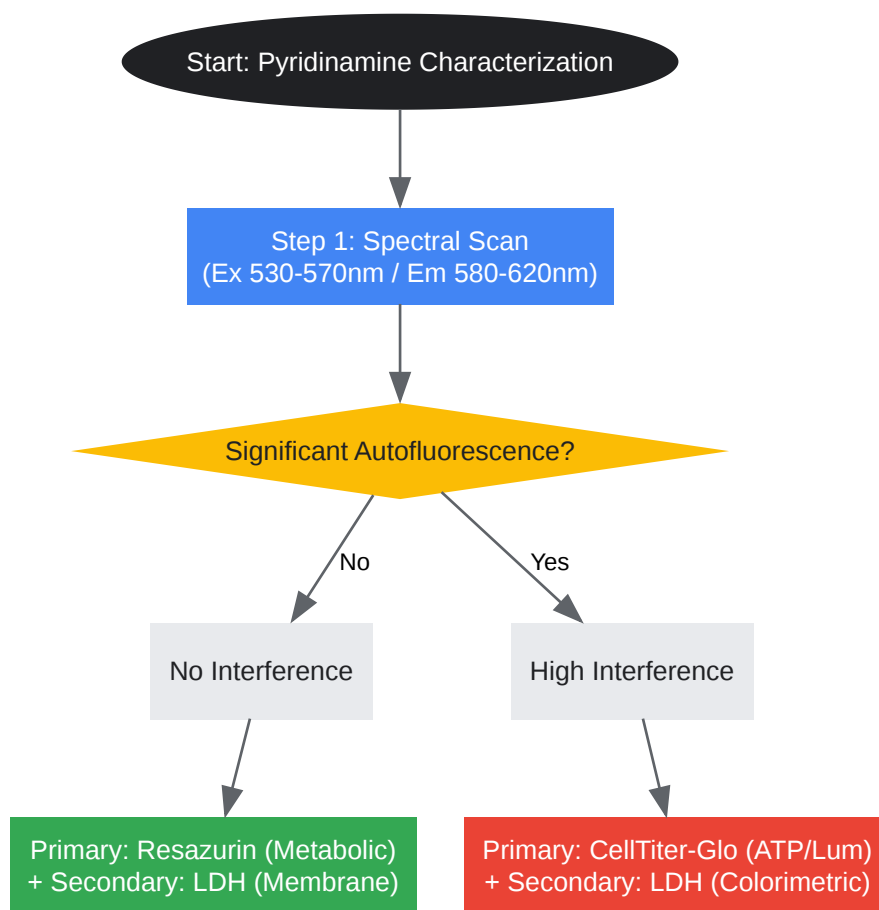 Start: Pyridinamine Characterization
Step 1: Spectral Scan
(Ex 530-570nm / Em 580-620nm)
Significant Autofluorescence?
No
Yes
No Interference
High Interference
Primary: Resazurin (Metabolic)
+ Secondary: LDH (Membrane)
Primary: CellTiter-Glo (ATP/Lum)
+ Secondary: LDH (Colorimetric)